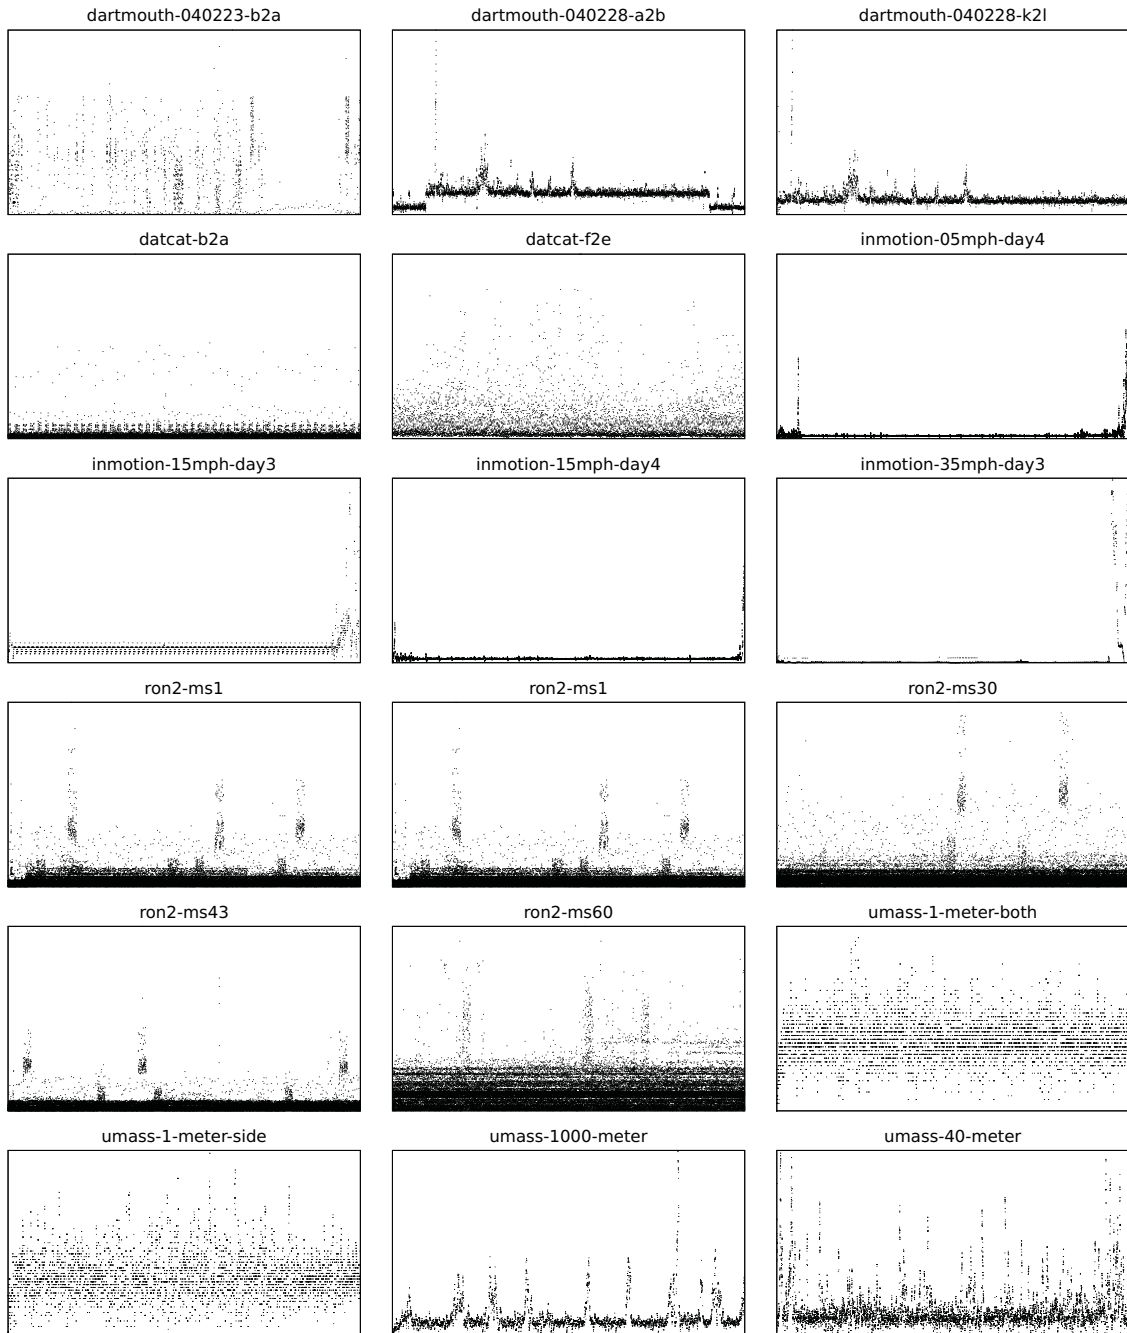 dartmouth-040223-b2a
dartmouth-040228-a2b
dartmouth-040228-k2l
datcat-b2a
datcat-f2e
inmotion-05mph-day4
inmotion-15mph-day3
inmotion-15mph-day4
inmotion-35mph-day3
ron2-ms1
ron2-ms1
ron2-ms30
ron2-ms43
ron2-ms60
umass-1-meter-both
umass-1-meter-side
umass-1000-meter
umass-40-meter